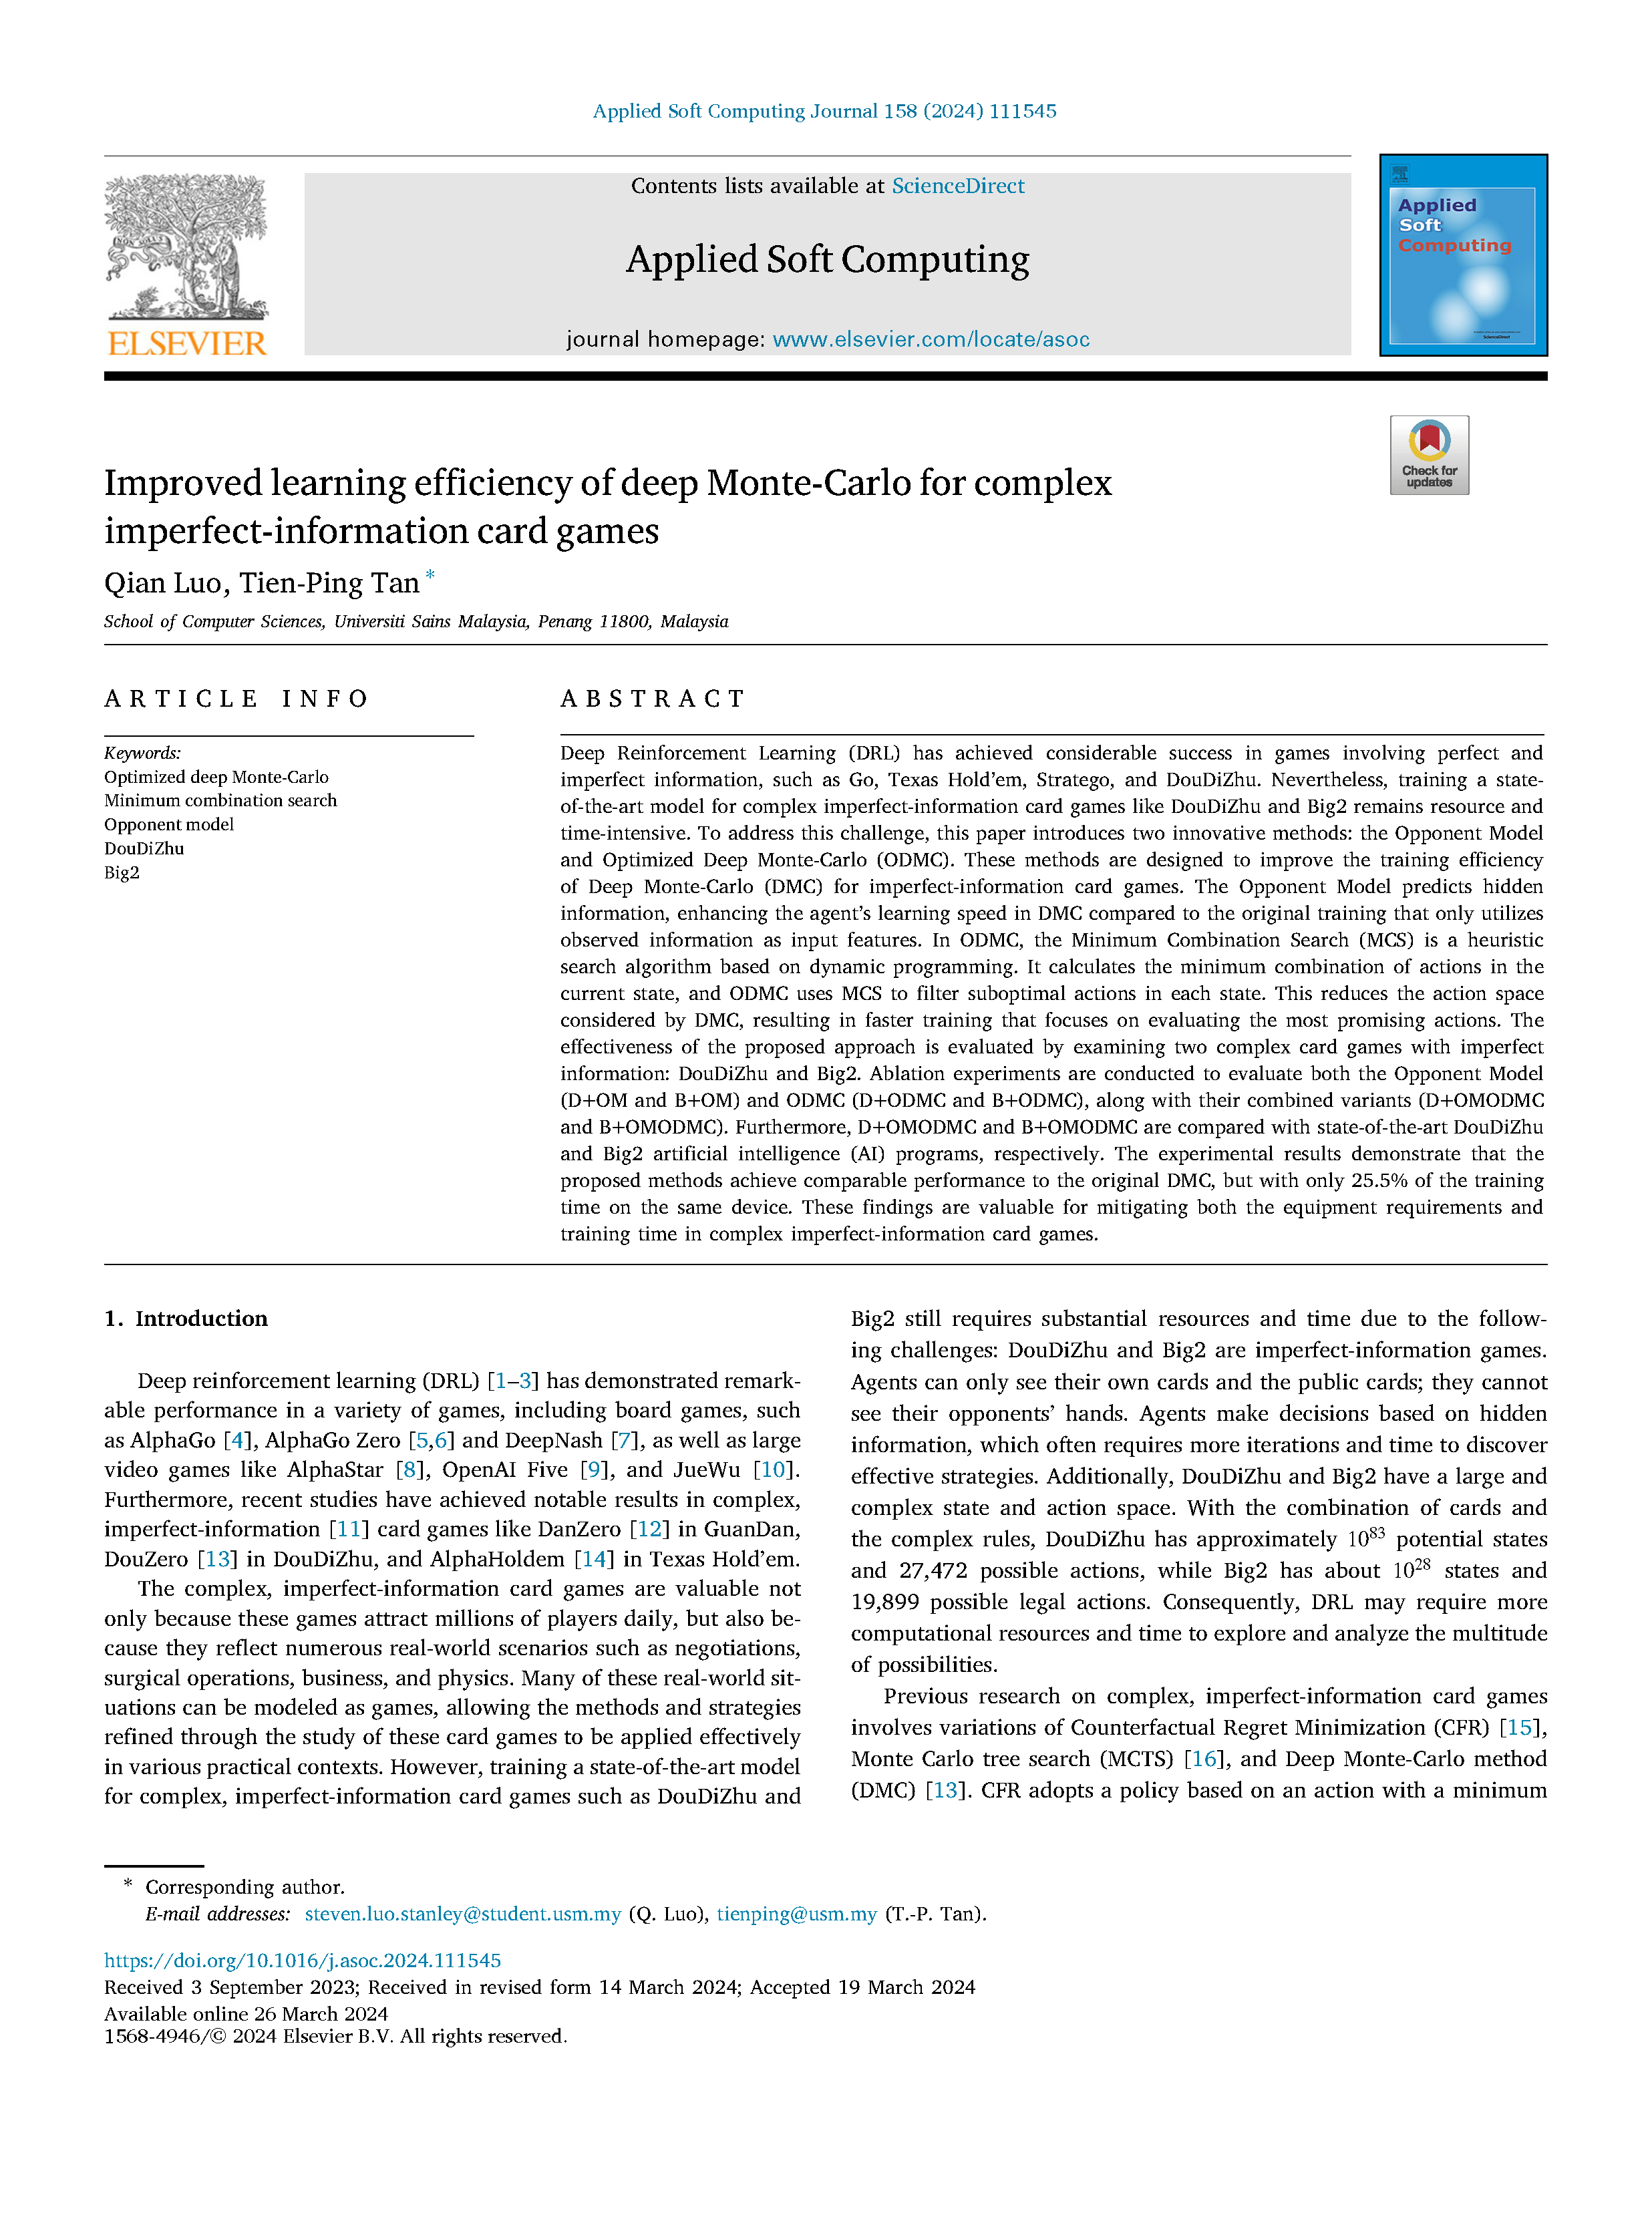 Applied Soft Computing Journal 158 (2024) 111545
Contents lists available at ScienceDirect
Applied Soft Computing
journal homepage: www.elsevier.com/locate/asoc
ELSEVIER
Applied
Soft
Computing
Check for
updates
Improved learning efficiency of deep Monte-Carlo for complex
imperfect-information card games
Qian Luo, Tien-Ping Tan *
School of Computer Sciences, Universiti Sains Malaysia, Penang 11800, Malaysia
ARTICLE INFO
Keywords:
Optimized deep Monte-Carlo
Minimum combination search
Opponent model
DouDiZhu
Big2
ABSTRACT
Deep Reinforcement Learning (DRL) has achieved considerable success in games involving perfect and
imperfect information, such as Go, Texas Hold'em, Stratego, and DouDiZhu. Nevertheless, training a state-
of-the-art model for complex imperfect-information card games like DouDiZhu and Big2 remains resource and
time-intensive. To address this challenge, this paper introduces two innovative methods: the Opponent Model
and Optimized Deep Monte-Carlo (ODMC). These methods are designed to improve the training efficiency
of Deep Monte-Carlo (DMC) for imperfect-information card games. The Opponent Model predicts hidden
information, enhancing the agent's learning speed in DMC compared to the original training that only utilizes
observed information as input features. In ODMC, the Minimum Combination Search (MCS) is a heuristic
search algorithm based on dynamic programming. It calculates the minimum combination of actions in the
current state, and ODMC uses MCS to filter suboptimal actions in each state. This reduces the action space
considered by DMC, resulting in faster training that focuses on evaluating the most promising actions. The
effectiveness of the proposed approach is evaluated by examining two complex card games with imperfect
information: DouDiZhu and Big2. Ablation experiments are conducted to evaluate both the Opponent Model
(D+OM and B+OM) and ODMC (D+ODMC and B+ODMC), along with their combined variants (D+OMODMC
and B+OMODMC). Furthermore, D+OMODMC and B+OMODMC are compared with state-of-the-art DouDiZhu
and Big2 artificial intelligence (AI) programs, respectively. The experimental results demonstrate that the
proposed methods achieve comparable performance to the original DMC, but with only 25.5% of the training
time on the same device. These findings are valuable for mitigating both the equipment requirements and
training time in complex imperfect-information card games.
1. Introduction
Deep reinforcement learning (DRL) [1–3] has demonstrated remark-
able performance in a variety of games, including board games, such
as AlphaGo [4], AlphaGo Zero [5,6] and DeepNash [7], as well as large
video games like AlphaStar [8], OpenAI Five [9], and JueWu [10].
Furthermore, recent studies have achieved notable results in complex,
imperfect-information [11] card games like DanZero [12] in GuanDan,
DouZero [13] in DouDiZhu, and AlphaHoldem [14] in Texas Hold'em.
The complex, imperfect-information card games are valuable not
only because these games attract millions of players daily, but also be-
cause they reflect numerous real-world scenarios such as negotiations,
surgical operations, business, and physics. Many of these real-world sit-
uations can be modeled as games, allowing the methods and strategies
refined through the study of these card games to be applied effectively
in various practical contexts. However, training a state-of-the-art model
for complex, imperfect-information card games such as DouDiZhu and
Big2 still requires substantial resources and time due to the follow-
ing challenges: DouDiZhu and Big2 are imperfect-information games.
Agents can only see their own cards and the public cards; they cannot
see their opponents' hands. Agents make decisions based on hidden
information, which often requires more iterations and time to discover
effective strategies. Additionally, DouDiZhu and Big2 have a large and
complex state and action space. With the combination of cards and
the complex rules, DouDiZhu has approximately 10⁸³ potential states
and 27,472 possible actions, while Big2 has about 10²⁸ states and
19,899 possible legal actions. Consequently, DRL may require more
computational resources and time to explore and analyze the multitude
of possibilities.
Previous research on complex, imperfect-information card games
involves variations of Counterfactual Regret Minimization (CFR) [15],
Monte Carlo tree search (MCTS) [16], and Deep Monte-Carlo method
(DMC) [13]. CFR adopts a policy based on an action with a minimum
* Corresponding author.
E-mail addresses: steven.luo.stanley@student.usm.my (Q. Luo), tienping@usm.my (T.-P. Tan).
https://doi.org/10.1016/j.asoc.2024.111545
Received 3 September 2023; Received in revised form 14 March 2024; Accepted 19 March 2024
Available online 26 March 2024
1568-4946/© 2024 Elsevier B.V. All rights reserved.